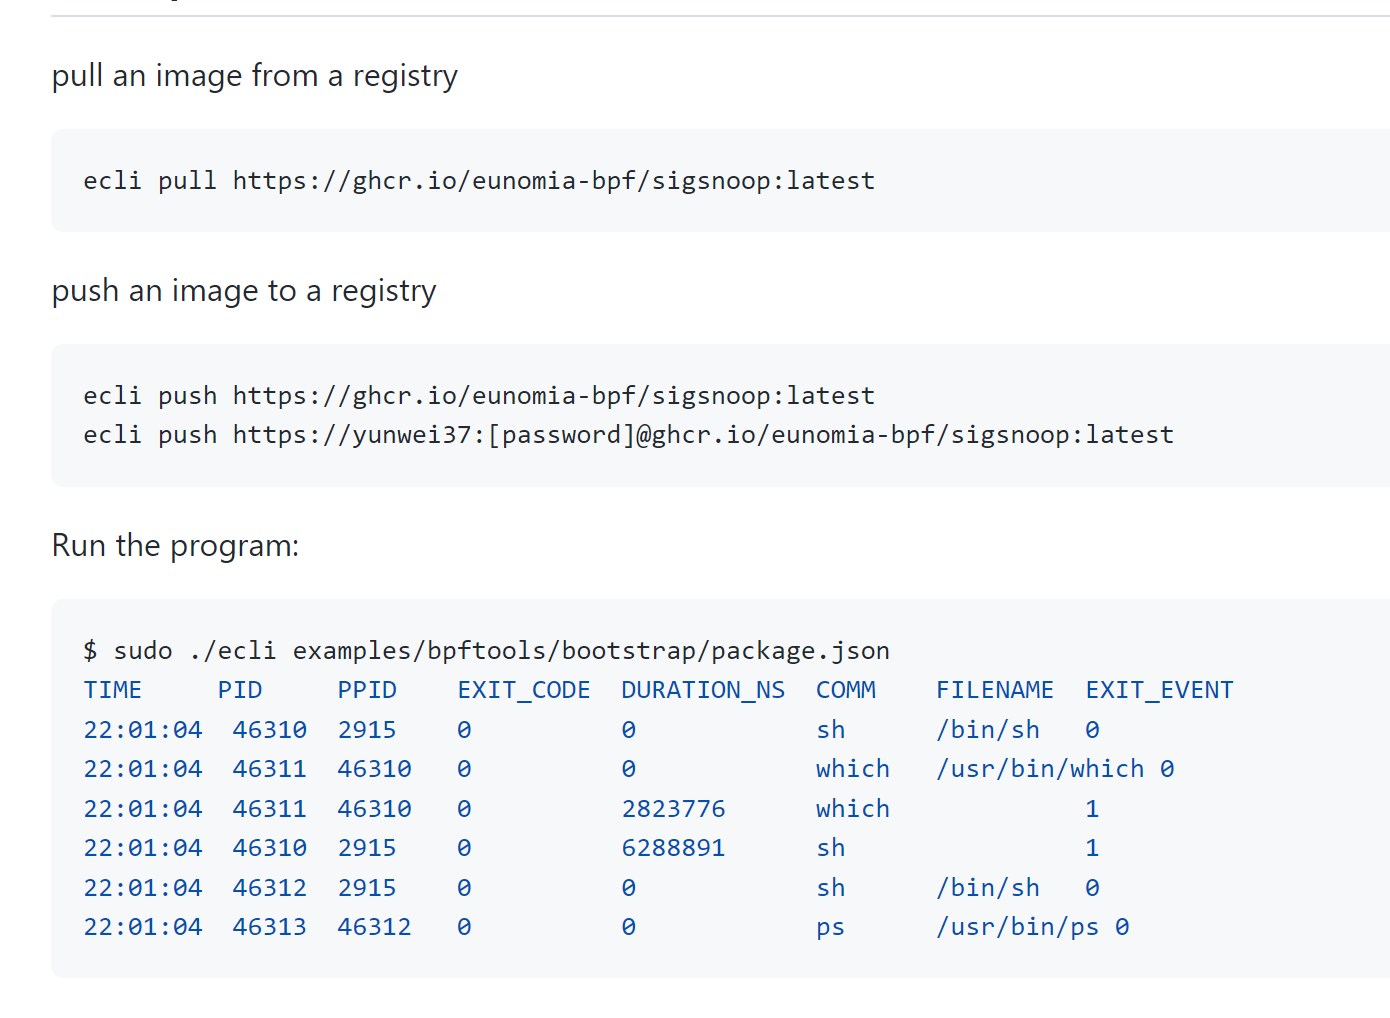 pull an image from a registry
ecli pull https://ghcr.io/eunomia-bpf/sigsnoop:latest
push an image to a registry
ecli push https://ghcr.io/eunomia-bpf/sigsnoop:latest
ecli push https://yunwei37:[password]@ghcr.io/eunomia-bpf/sigsnoop:latest
Run the program:
$ sudo ./ecli examples/bpftools/bootstrap/package.json
TIME     PID     PPID    EXIT_CODE  DURATION_NS  COMM    FILENAME  EXIT_EVENT
22:01:04  46310  2915    0          0            sh      /bin/sh   0
22:01:04  46311  46310   0          0            which   /usr/bin/which 0
22:01:04  46311  46310   0          2823776      which             1
22:01:04  46310  2915    0          6288891      sh                1
22:01:04  46312  2915    0          0            sh      /bin/sh   0
22:01:04  46313  46312   0          0            ps      /usr/bin/ps 0